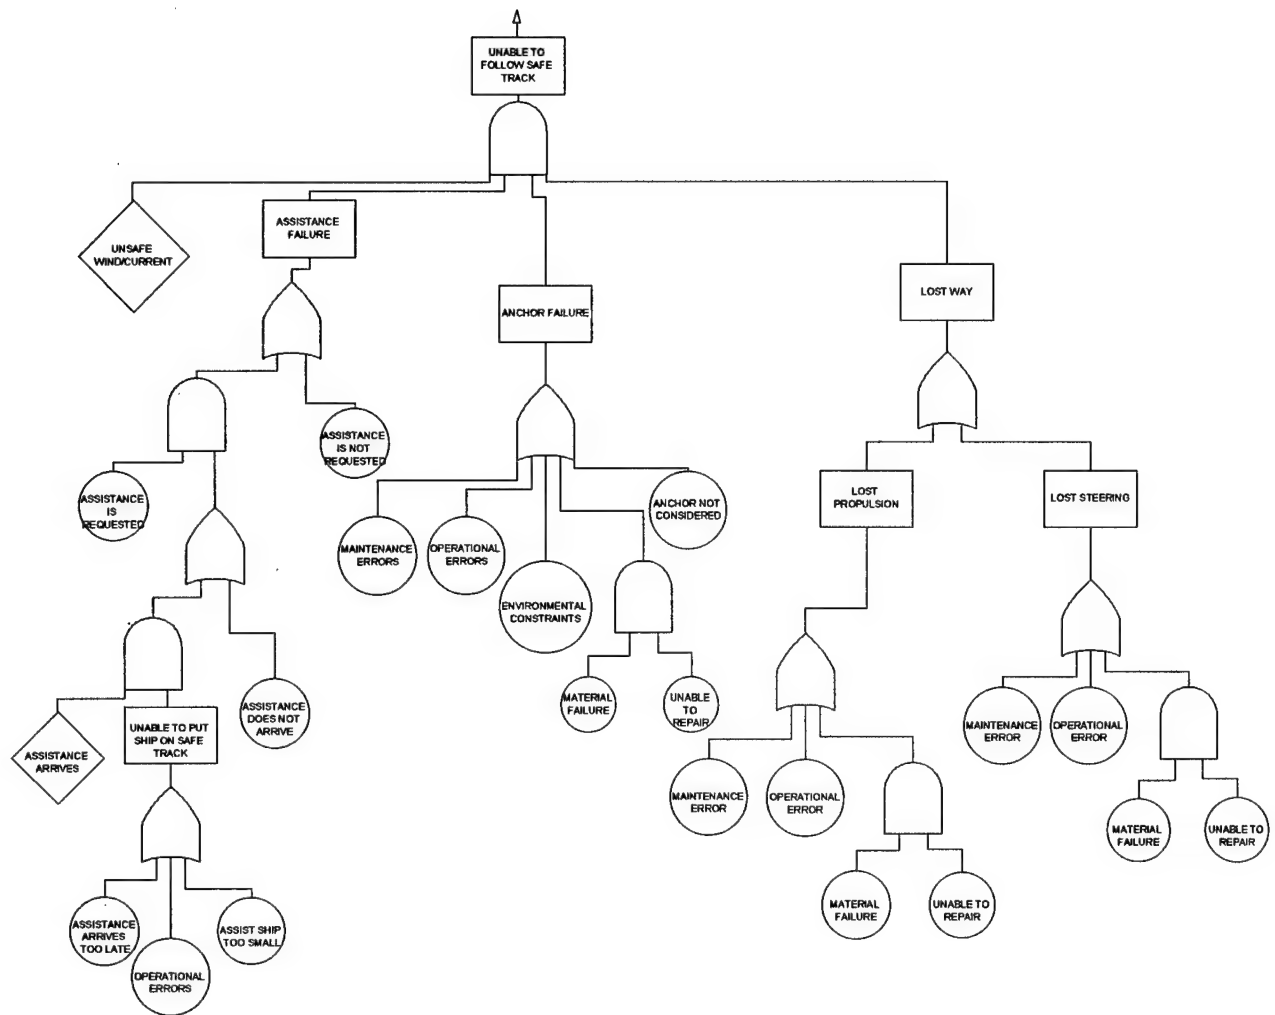 UNABLE TO
FOLLOW SAFE
TRACK
UNSAFE
WIND/CURRENT
ASSISTANCE
FAILURE
ANCHOR FAILURE
LOST WAY
ASSISTANCE
IS NOT
REQUESTED
ASSISTANCE
IS
REQUESTED
MAINTENANCE
ERRORS
OPERATIONAL
ERRORS
ENVIRONMENTAL
CONSTRAINTS
ANCHOR NOT
CONSIDERED
LOST
PROPULSION
LOST STEERING
MATERIAL
FAILURE
UNABLE
TO
REPAIR
ASSISTANCE
ARRIVES
UNABLE TO PUT
SHIP ON SAFE
TRACK
ASSISTANCE
DOES NOT
ARRIVE
MAINTENANCE
ERROR
OPERATIONAL
ERROR
MATERIAL
FAILURE
UNABLE TO
REPAIR
MAINTENANCE
ERROR
OPERATIONAL
ERROR
MATERIAL
FAILURE
UNABLE TO
REPAIR
ASSISTANCE
ARRIVES
TOO LATE
OPERATIONAL
ERRORS
ASSIST SHIP
TOO SMALL